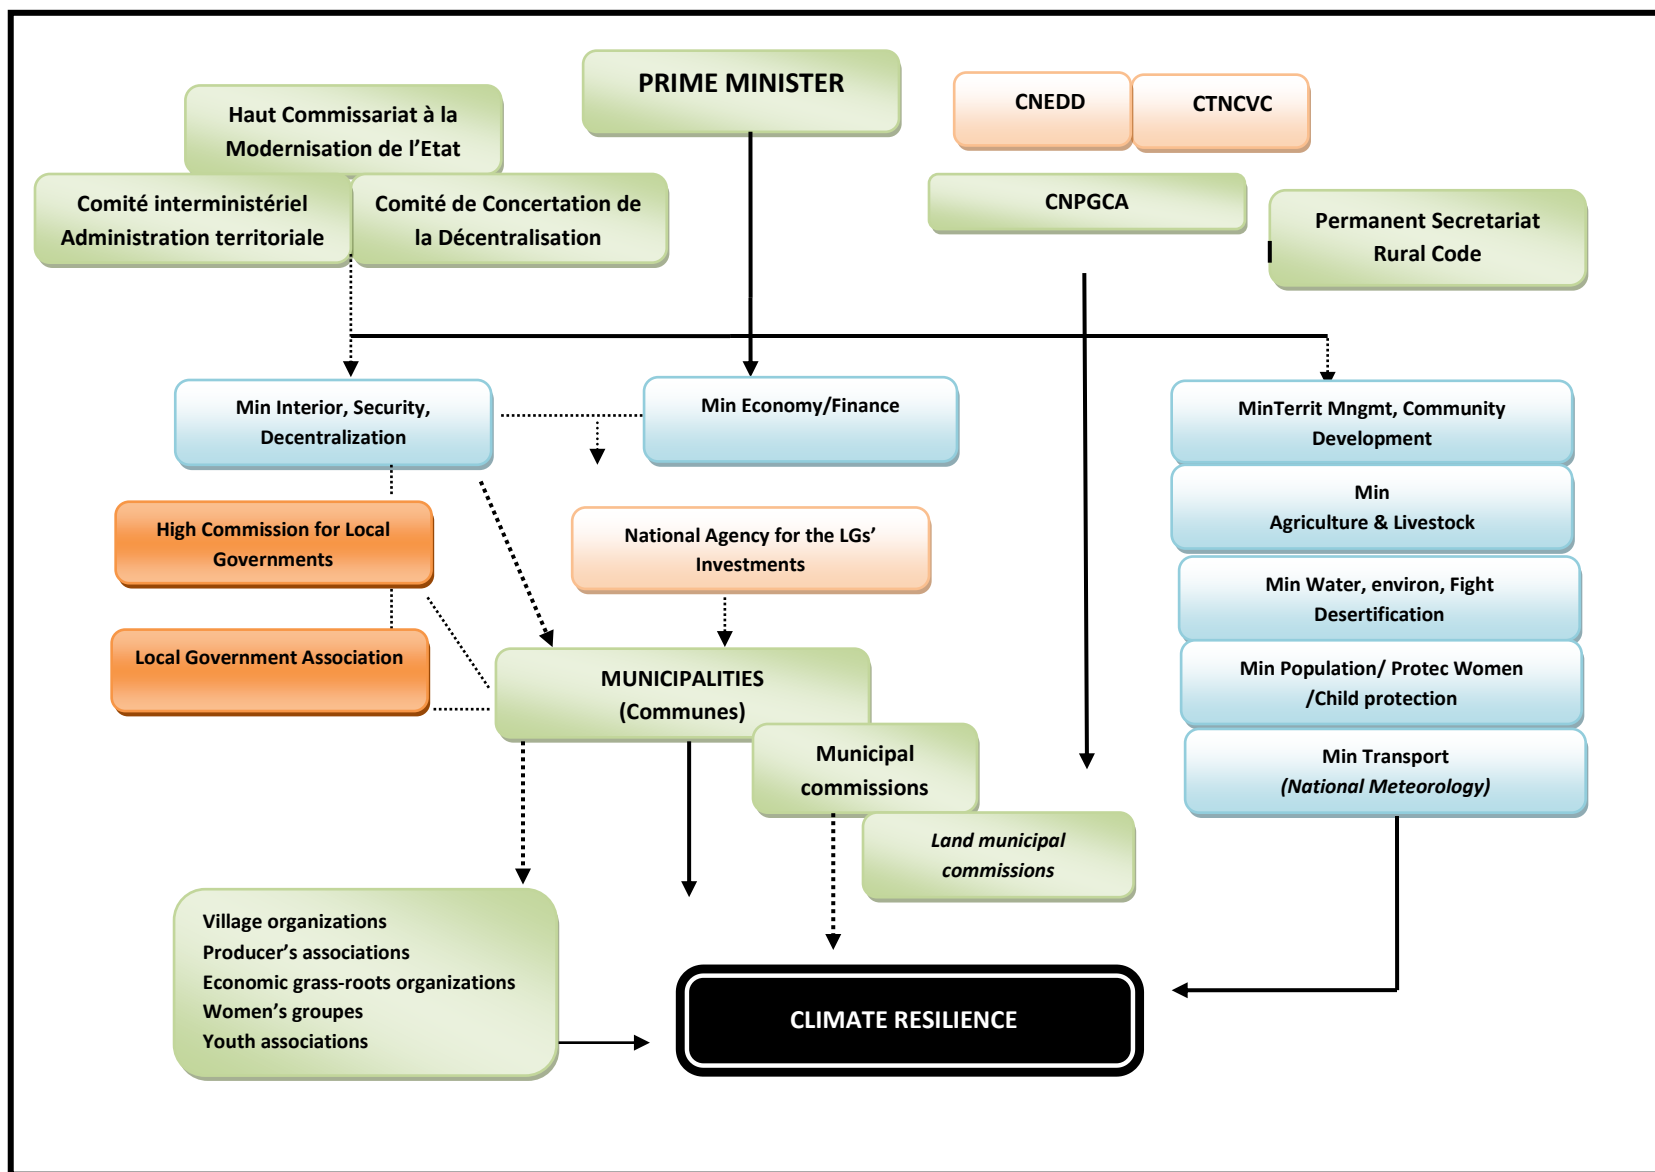 PRIME MINISTER
Haut Commissariat à la
Modernisation de l’Etat
CNEDD
CTNCVC
Comité interministériel
Administration territoriale
Comité de Concertation de
la Décentralisation
CNPGCA
Permanent Secretariat
Rural Code
Min Interior, Security,
Decentralization
Min Economy/Finance
MinTerrit Mngmt, Community
Development
Min
Agriculture & Livestock
High Commission for Local
Governments
National Agency for the LGs’
Investments
Min Water, environ, Fight
Desertification
Local Government Association
MUNICIPALITIES
(Communes)
Min Population/ Protec Women
/Child protection
Municipal
commissions
Min Transport
(National Meteorology)
Land municipal
commissions
Village organizations
Producer’s associations
Economic grass-roots organizations
Women’s groupes
Youth associations
CLIMATE RESILIENCE